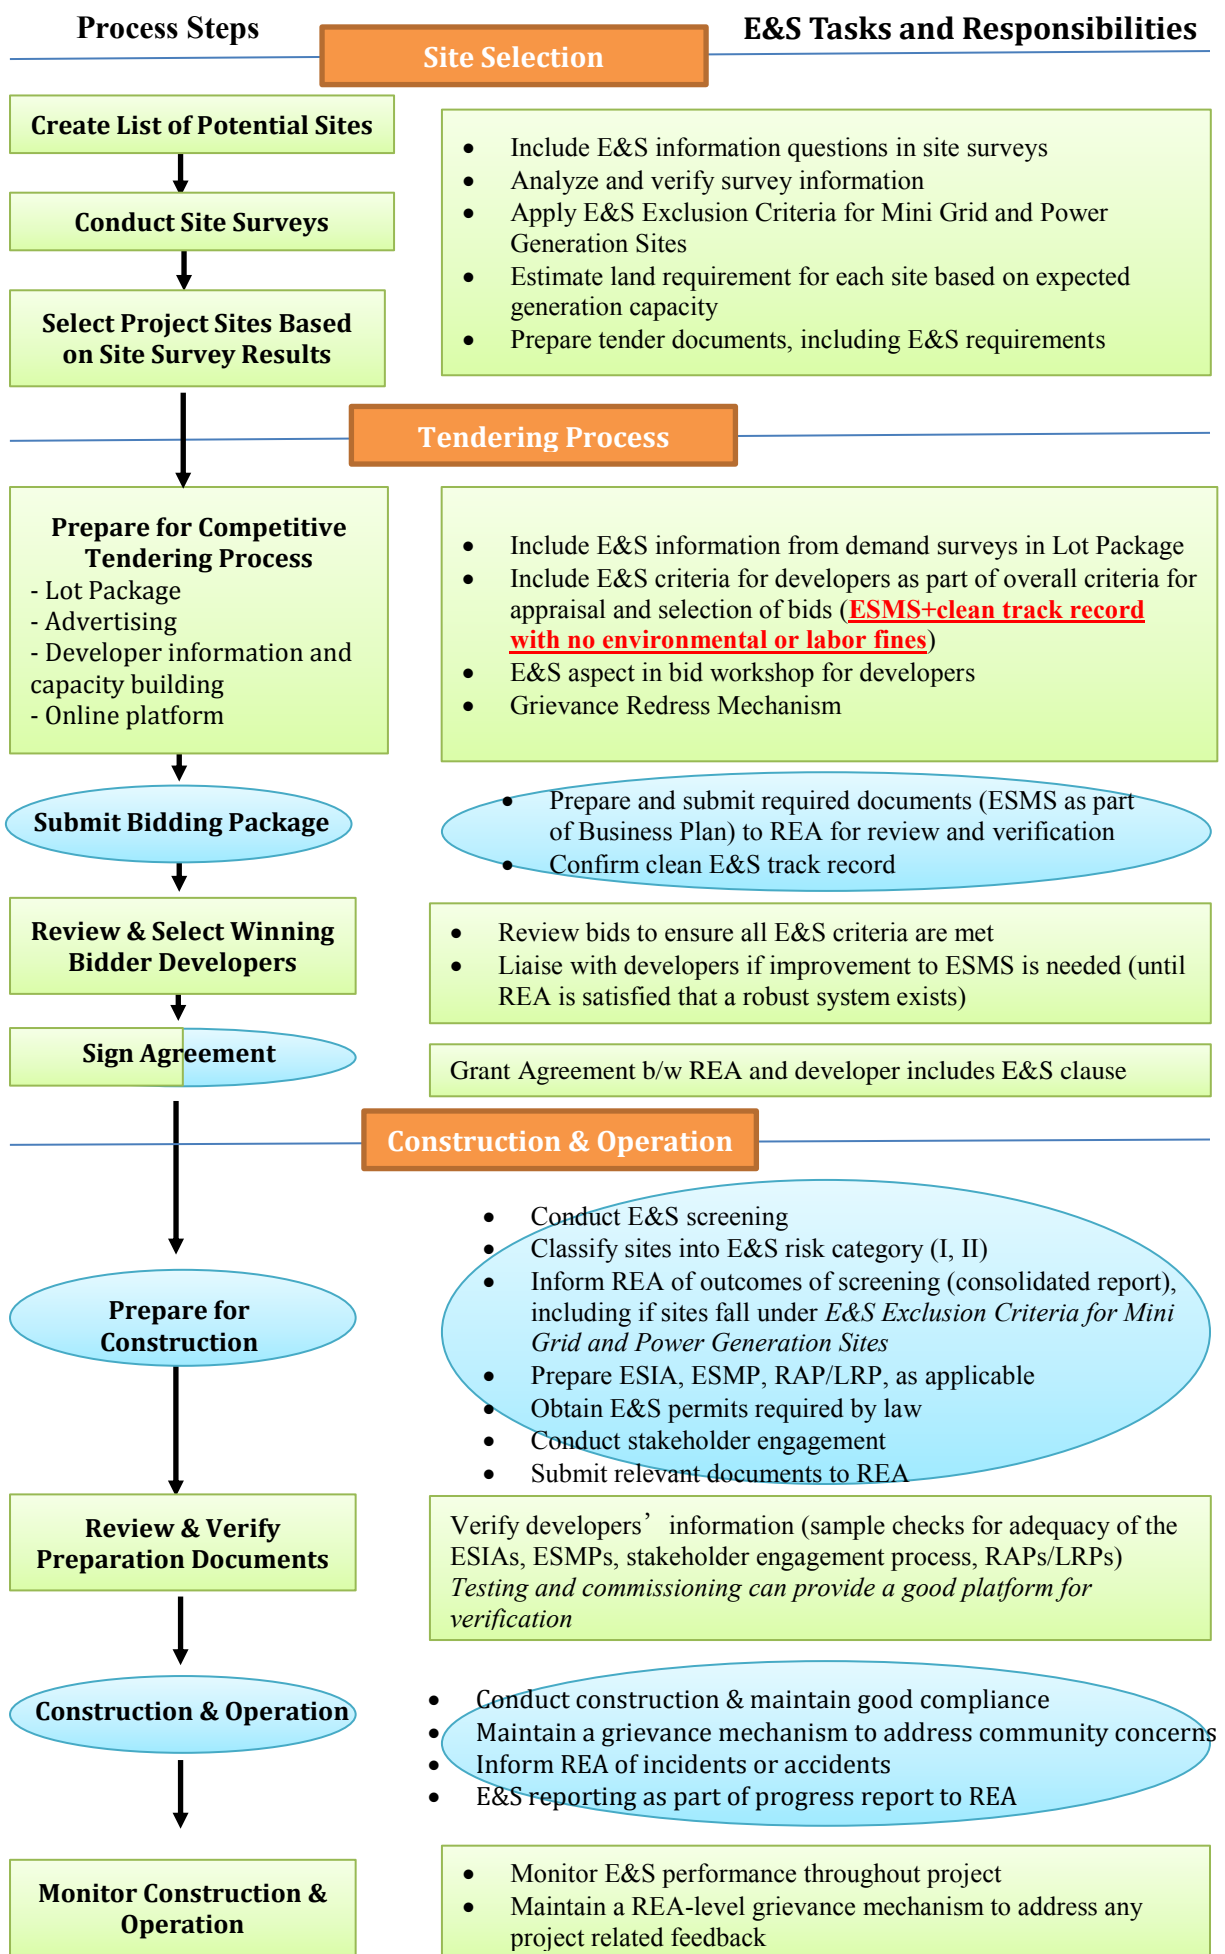 Process Steps
E&S Tasks and Responsibilities
Site Selection
Create List of Potential Sites
Conduct Site Surveys
Select Project Sites Based
on Site Survey Results
• Include E&S information questions in site surveys
• Analyze and verify survey information
• Apply E&S Exclusion Criteria for Mini Grid and Power
Generation Sites
• Estimate land requirement for each site based on expected
generation capacity
• Prepare tender documents, including E&S requirements
Tendering Process
Prepare for Competitive
Tendering Process
- Lot Package
- Advertising
- Developer information and
capacity building
- Online platform
• Include E&S information from demand surveys in Lot Package
• Include E&S criteria for developers as part of overall criteria for
appraisal and selection of bids (ESMS+clean track record
with no environmental or labor fines)
• E&S aspect in bid workshop for developers
• Grievance Redress Mechanism
Submit Bidding Package
• Prepare and submit required documents (ESMS as part
of Business Plan) to REA for review and verification
• Confirm clean E&S track record
Review & Select Winning
Bidder Developers
• Review bids to ensure all E&S criteria are met
• Liaise with developers if improvement to ESMS is needed (until
REA is satisfied that a robust system exists)
Sign Agreement
Grant Agreement b/w REA and developer includes E&S clause
Construction & Operation
Prepare for
Construction
• Conduct E&S screening
• Classify sites into E&S risk category (I, II)
• Inform REA of outcomes of screening (consolidated report),
including if sites fall under E&S Exclusion Criteria for Mini
Grid and Power Generation Sites
• Prepare ESIA, ESMP, RAP/LRP, as applicable
• Obtain E&S permits required by law
• Conduct stakeholder engagement
• Submit relevant documents to REA
Review & Verify
Preparation Documents
Verify developers’ information (sample checks for adequacy of the
ESIAs, ESMPs, stakeholder engagement process, RAPs/LRPs)
Testing and commissioning can provide a good platform for
verification
Construction & Operation
• Conduct construction & maintain good compliance
• Maintain a grievance mechanism to address community concerns
• Inform REA of incidents or accidents
• E&S reporting as part of progress report to REA
Monitor Construction &
Operation
• Monitor E&S performance throughout project
• Maintain a REA-level grievance mechanism to address any
project related feedback